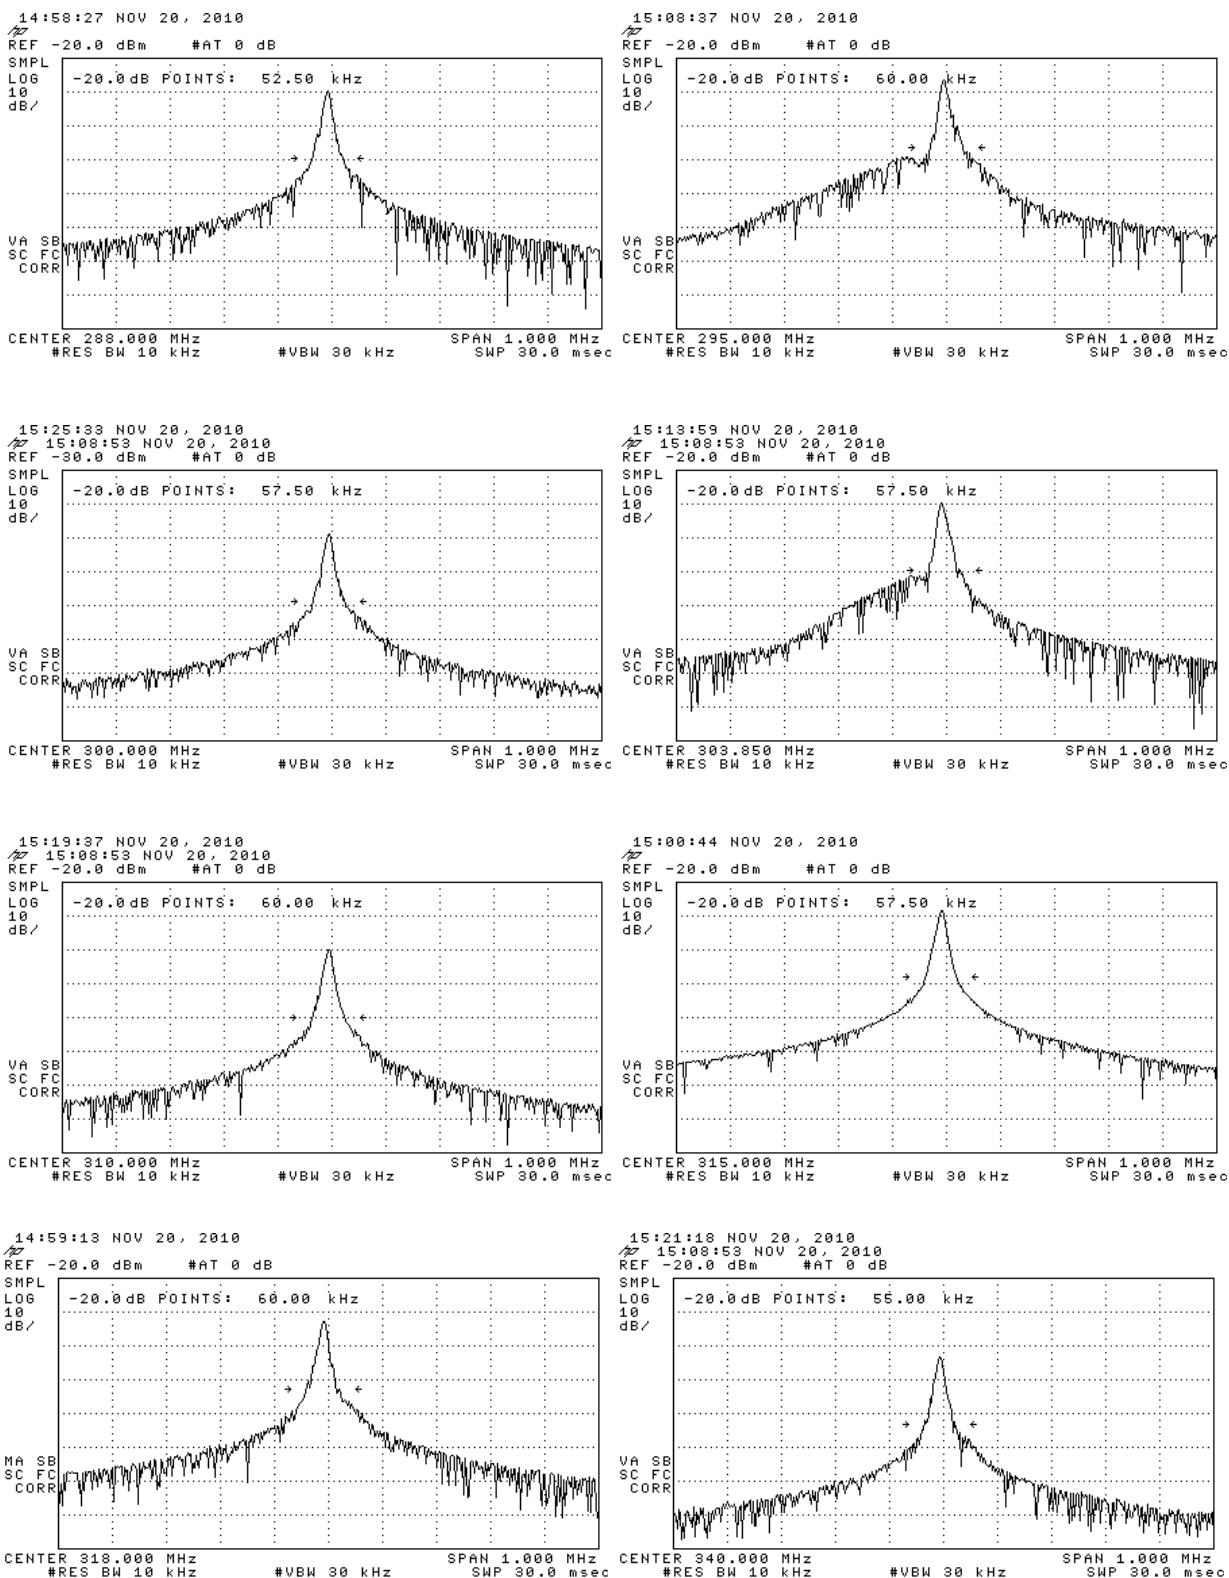 14:58:27 NOV 20, 2010
hp
REF -20.0 dBm #AT 0 dB
SMPL
LOG
10
dB/
-20.0dB POINTS: 52.50 kHz
VA SB
SC FC
CORR
CENTER 288.000 MHz SPAN 1.000 MHz
#RES BW 10 kHz #VBW 30 kHz SWP 30.0 msec
15:08:37 NOV 20, 2010
hp
REF -20.0 dBm #AT 0 dB
SMPL
LOG
10
dB/
-20.0dB POINTS: 60.00 kHz
VA SB
SC FC
CORR
CENTER 295.000 MHz SPAN 1.000 MHz
#RES BW 10 kHz #VBW 30 kHz SWP 30.0 msec
15:25:33 NOV 20, 2010
hp 15:08:53 NOV 20, 2010
REF -30.0 dBm #AT 0 dB
SMPL
LOG
10
dB/
-20.0dB POINTS: 57.50 kHz
VA SB
SC FC
CORR
CENTER 300.000 MHz SPAN 1.000 MHz
#RES BW 10 kHz #VBW 30 kHz SWP 30.0 msec
15:13:59 NOV 20, 2010
hp 15:08:53 NOV 20, 2010
REF -20.0 dBm #AT 0 dB
SMPL
LOG
10
dB/
-20.0dB POINTS: 57.50 kHz
VA SB
SC FC
CORR
CENTER 303.850 MHz SPAN 1.000 MHz
#RES BW 10 kHz #VBW 30 kHz SWP 30.0 msec
15:19:37 NOV 20, 2010
hp 15:08:53 NOV 20, 2010
REF -20.0 dBm #AT 0 dB
SMPL
LOG
10
dB/
-20.0dB POINTS: 60.00 kHz
VA SB
SC FC
CORR
CENTER 310.000 MHz SPAN 1.000 MHz
#RES BW 10 kHz #VBW 30 kHz SWP 30.0 msec
15:00:44 NOV 20, 2010
hp
REF -20.0 dBm #AT 0 dB
SMPL
LOG
10
dB/
-20.0dB POINTS: 57.50 kHz
VA SB
SC FC
CORR
CENTER 315.000 MHz SPAN 1.000 MHz
#RES BW 10 kHz #VBW 30 kHz SWP 30.0 msec
14:59:13 NOV 20, 2010
hp
REF -20.0 dBm #AT 0 dB
SMPL
LOG
10
dB/
-20.0dB POINTS: 60.00 kHz
MA SB
SC FC
CORR
CENTER 318.000 MHz SPAN 1.000 MHz
#RES BW 10 kHz #VBW 30 kHz SWP 30.0 msec
15:21:18 NOV 20, 2010
hp 15:08:53 NOV 20, 2010
REF -20.0 dBm #AT 0 dB
SMPL
LOG
10
dB/
-20.0dB POINTS: 55.00 kHz
VA SB
SC FC
CORR
CENTER 340.000 MHz SPAN 1.000 MHz
#RES BW 10 kHz #VBW 30 kHz SWP 30.0 msec